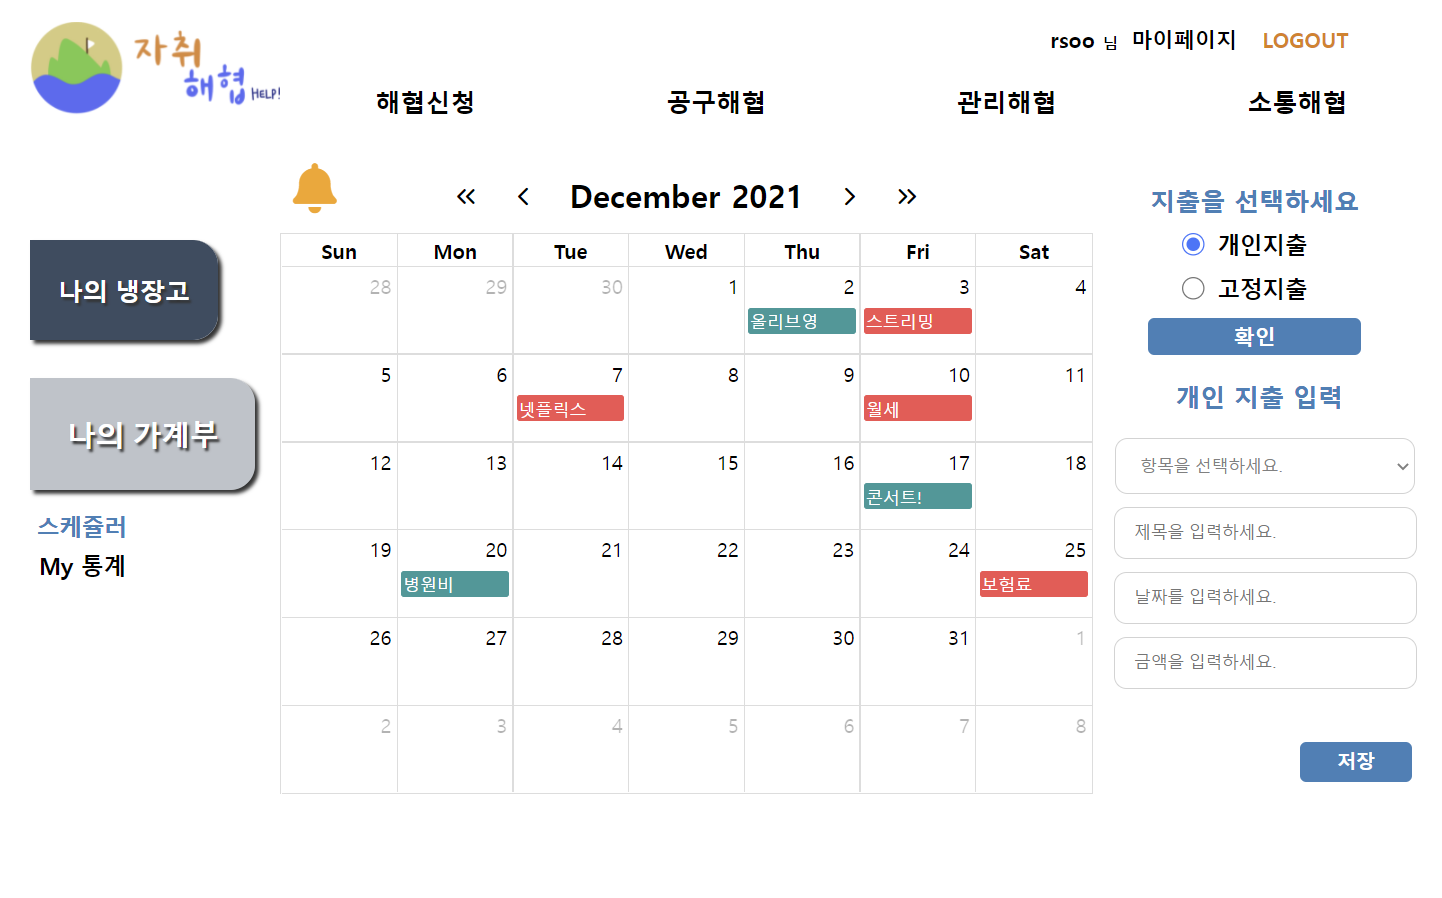 자취
해협 HELP!
rsoo 님 마이페이지 LOGOUT
해협신청 공구해협 관리해협 소통해협
나의 냉장고
나의 가계부
스케쥴러
My 통계
« ‹ December 2021 › »
Sun Mon Tue Wed Thu Fri Sat
28 29 30 1 2 3 4
올리브영 스트리밍
5 6 7 8 9 10 11
넷플릭스 월세
12 13 14 15 16 17 18
콘서트!
19 20 21 22 23 24 25
병원비 보험료
26 27 28 29 30 31 1
2 3 4 5 6 7 8
지출을 선택하세요
개인지출
고정지출
확인
개인 지출 입력
항목을 선택하세요.
제목을 입력하세요.
날짜를 입력하세요.
금액을 입력하세요.
저장